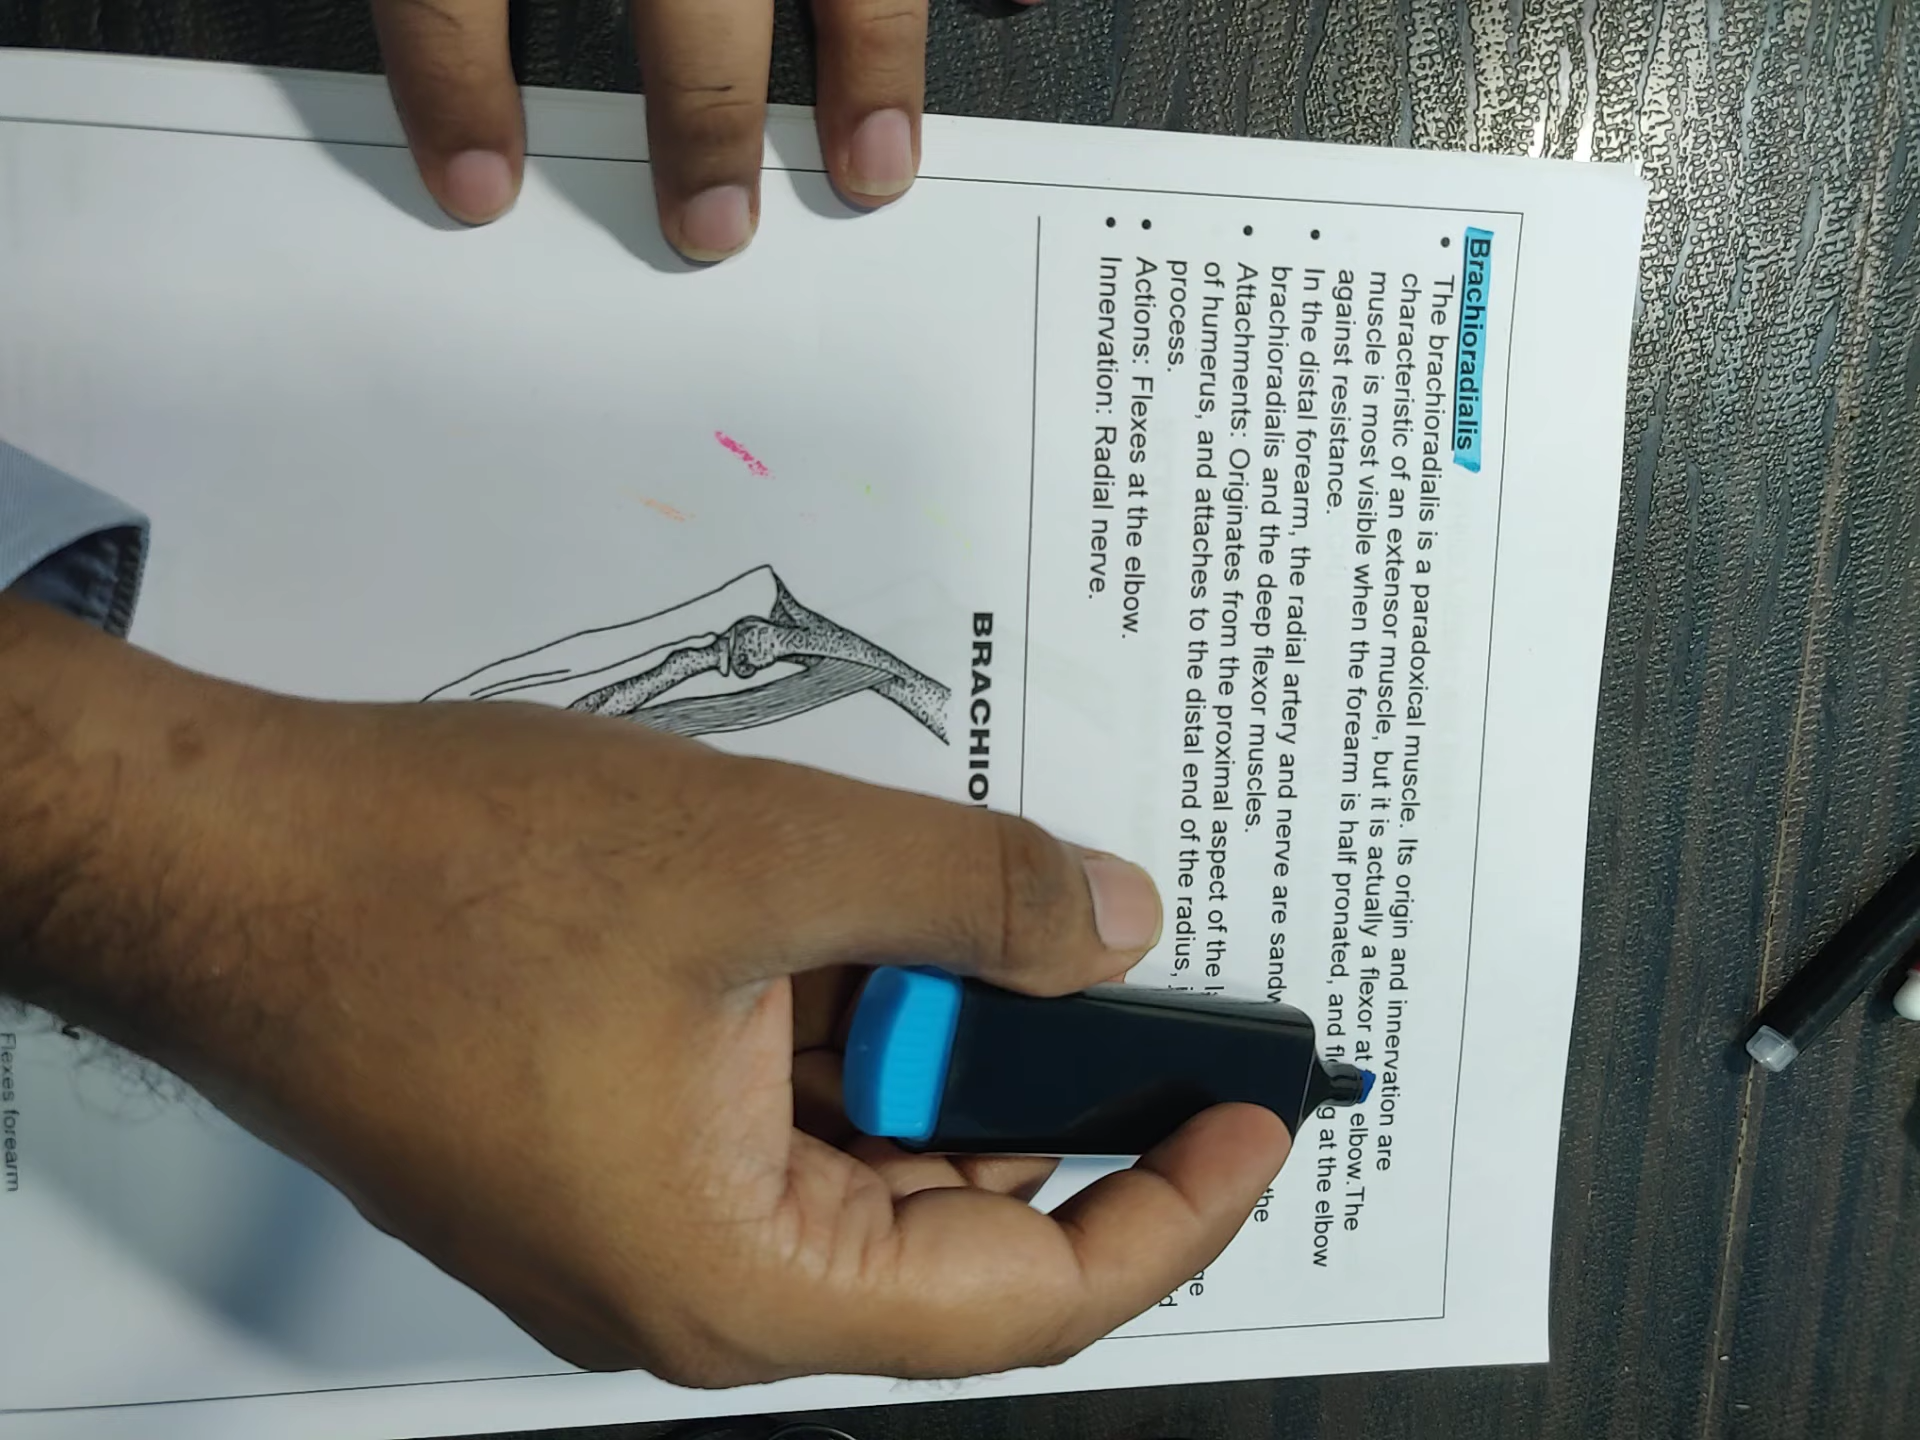 Brachioradialis
• The brachioradialis is a paradoxical muscle. Its origin and innervation are
characteristic of an extensor muscle, but it is actually a flexor at elbow.The
muscle is most visible when the forearm is half pronated, and at the elbow
against resistance.
• In the distal forearm, the radial artery and nerve are the
brachioradialis and the deep flexor muscles.
• Attachments: Originates from the proximal aspect of the
of humerus, and attaches to the distal end of the radius,
process.
• Actions: Flexes at the elbow.
• Innervation: Radial nerve.
Flexes forearm